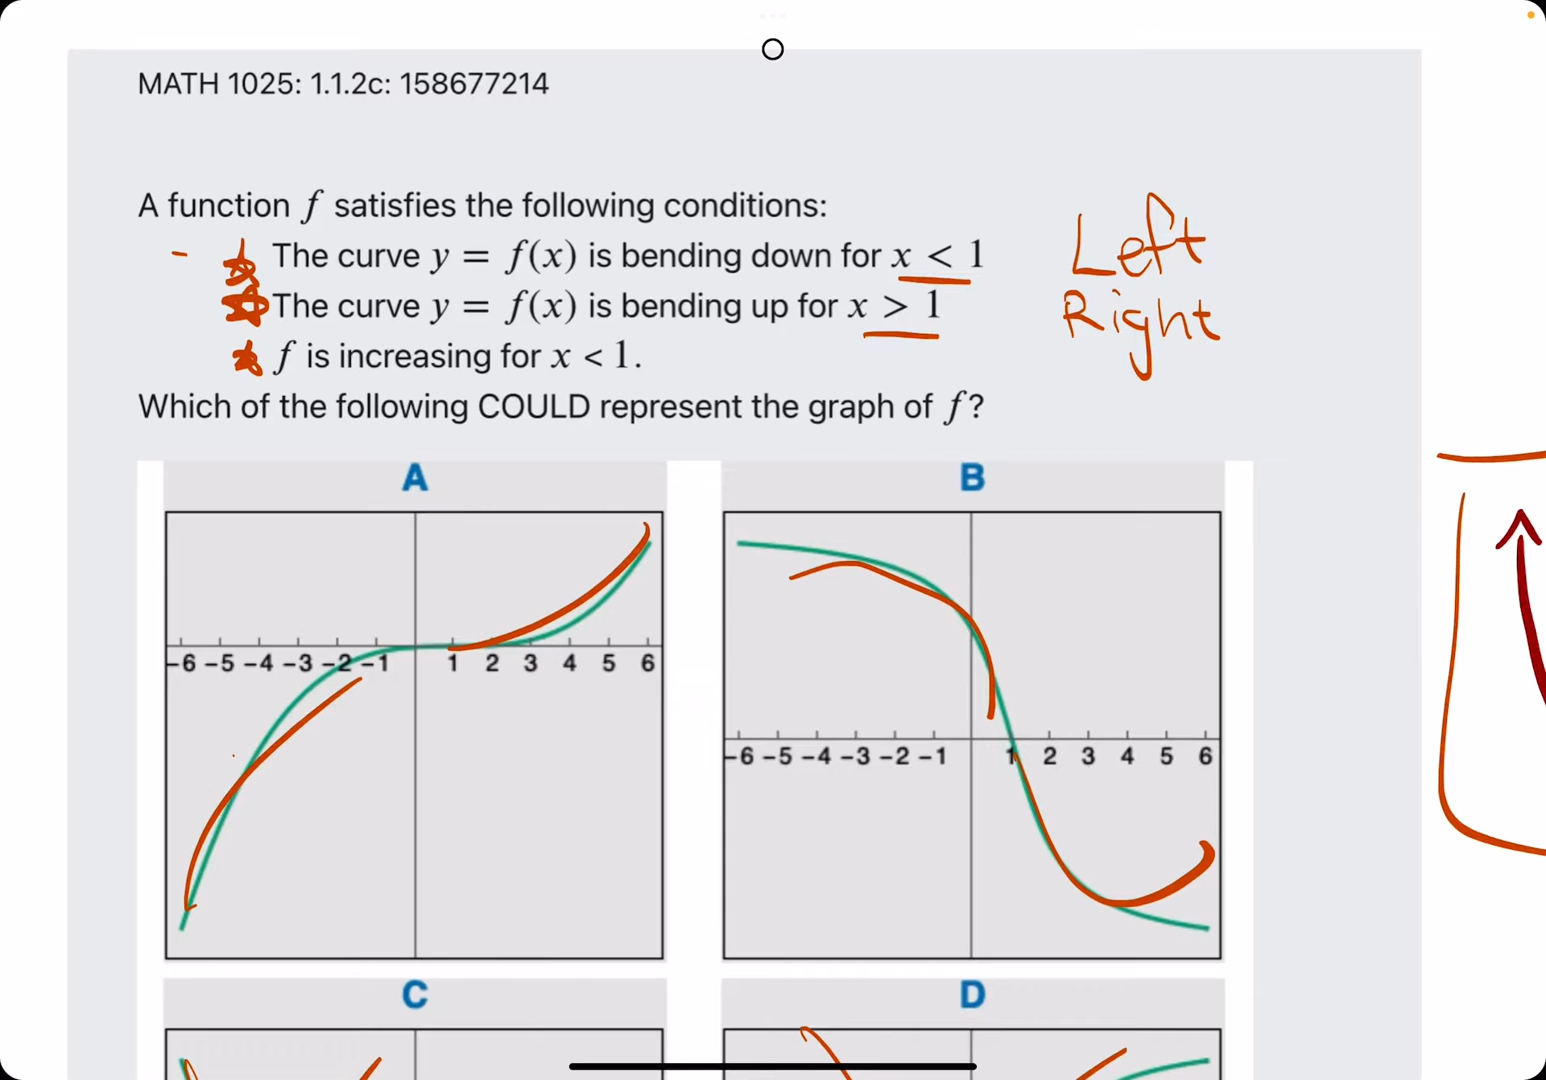 MATH 1025: 1.1.2c: 158677214
A function f satisfies the following conditions:
The curve y = f(x) is bending down for x < 1
The curve y = f(x) is bending up for x > 1
f is increasing for x < 1.
Left
Right
Which of the following COULD represent the graph of f?
A
B
-6 -5 -4 -3 -2 -1 1 2 3 4 5 6
-6 -5 -4 -3 -2 -1 1 2 3 4 5 6
C
D